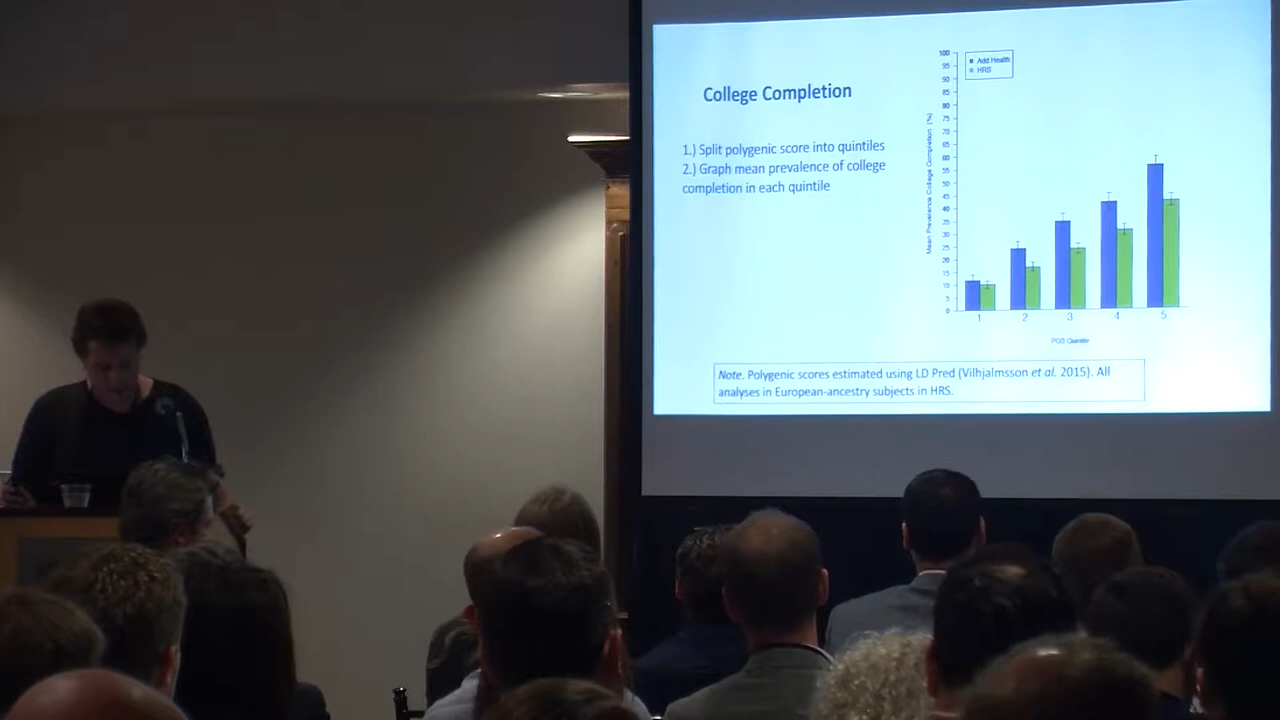 College Completion
1.) Split polygenic score into quintiles
2.) Graph mean prevalence of college
completion in each quintile
Mean Prevalence College Completion (%)
100
95
90
85
80
75
70
65
60
55
50
45
40
35
30
25
20
15
10
5
0
Add Health
HRS
1 2 3 4 5
PGS Quintile
Note. Polygenic scores estimated using LD Pred (Vilhjalmsson et al. 2015). All
analyses in European-ancestry subjects in HRS.